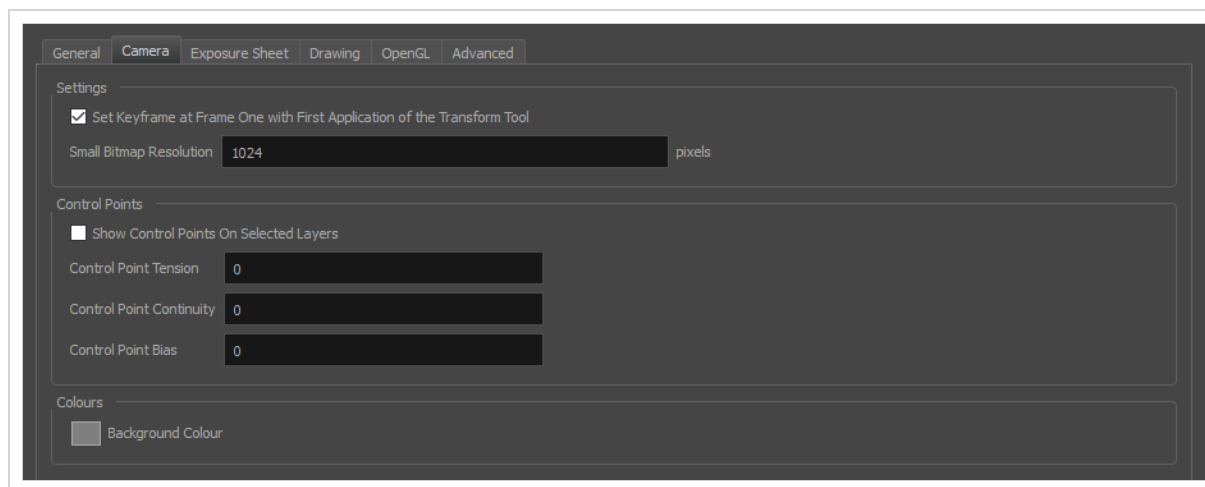 General Camera Exposure Sheet Drawing OpenGL Advanced
Settings
Set Keyframe at Frame One with First Application of the Transform Tool
Small Bitmap Resolution 1024 pixels
Control Points
Show Control Points On Selected Layers
Control Point Tension 0
Control Point Continuity 0
Control Point Bias 0
Colours
Background Colour